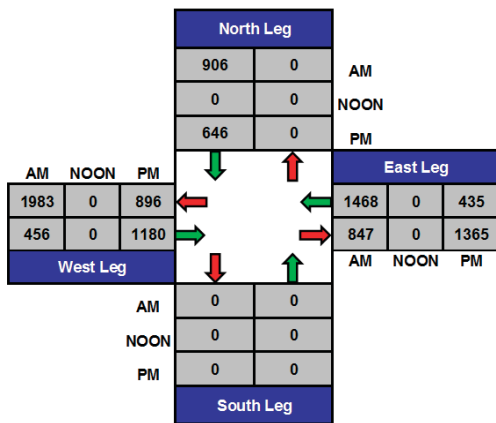 North Leg
906 0 AM
0 0 NOON
646 0 PM
AM NOON PM
East Leg
1983 0 896
1468 0 435
456 0 1180
847 0 1365
West Leg
AM NOON PM
AM 0 0
NOON 0 0
PM 0 0
South Leg